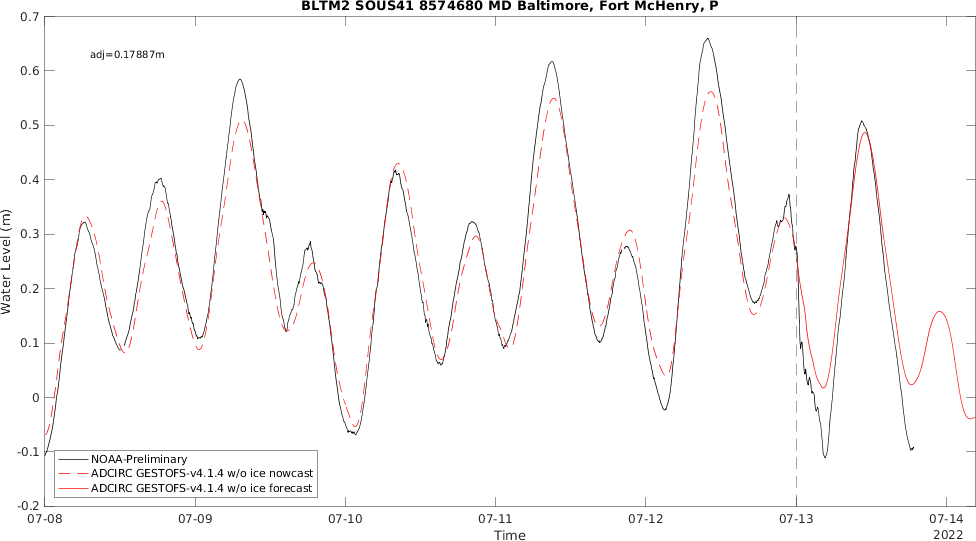 BLTM2 SOUS41 8574680 MD Baltimore, Fort McHenry, P
adj=0.17887m
0.7
0.6
0.5
0.4
0.3
0.2
0.1
0
-0.1
-0.2
Water Level (m)
NOAA-Preliminary
ADCIRC GESTOFS-v4.1.4 w/o ice nowcast
ADCIRC GESTOFS-v4.1.4 w/o ice forecast
07-08 07-09 07-10 07-11 07-12 07-13 07-14
Time
2022